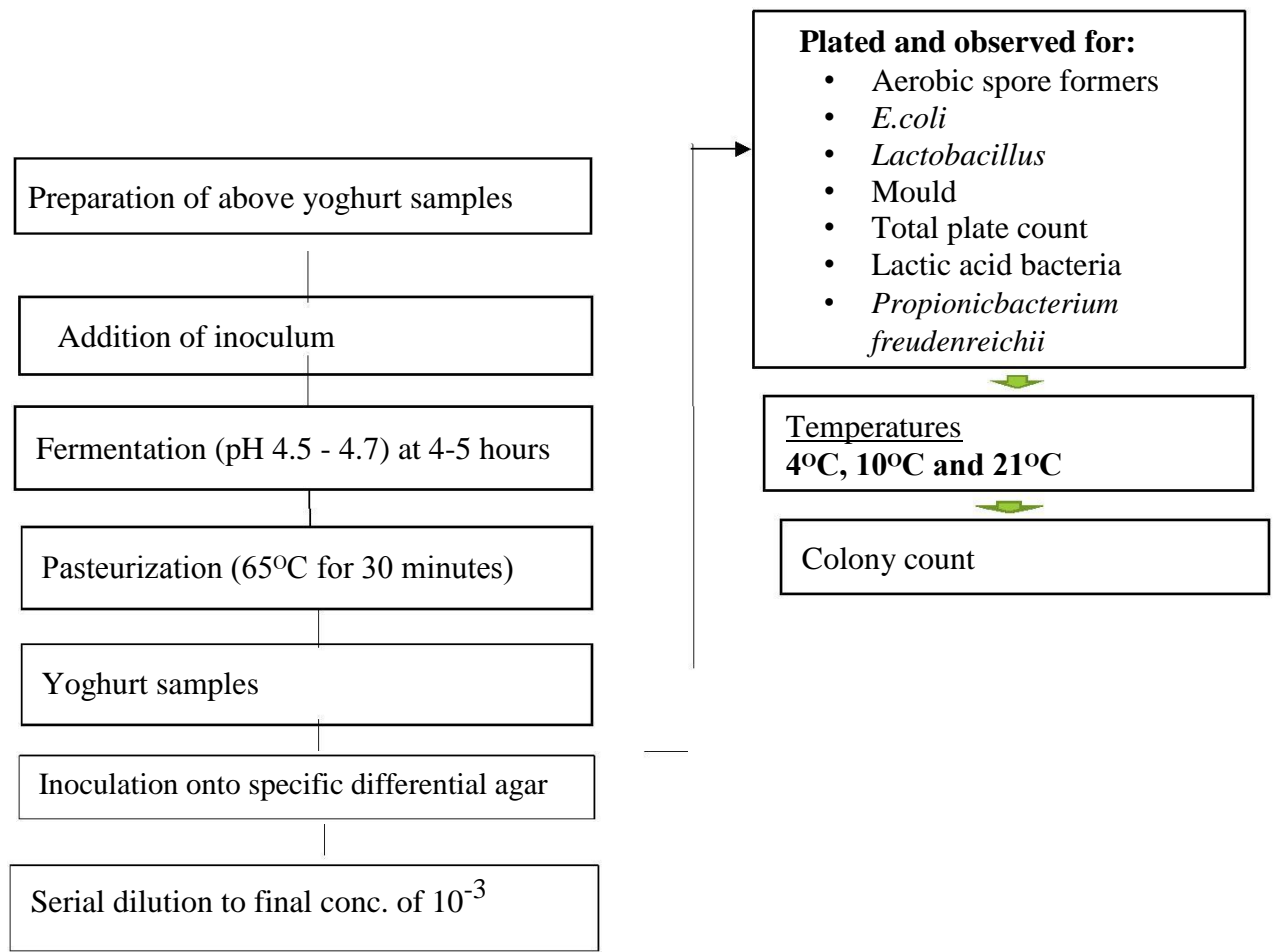 Preparation of above yoghurt samples
Addition of inoculum
Fermentation (pH 4.5 - 4.7) at 4-5 hours
Pasteurization (65ᴼC for 30 minutes)
Yoghurt samples
Inoculation onto specific differential agar
Serial dilution to final conc. of 10⁻³
Plated and observed for:
• Aerobic spore formers
• E.coli
• Lactobacillus
• Mould
• Total plate count
• Lactic acid bacteria
• Propionicbacterium
freudenreichii
Temperatures
4ᴼC, 10ᴼC and 21ᴼC
Colony count